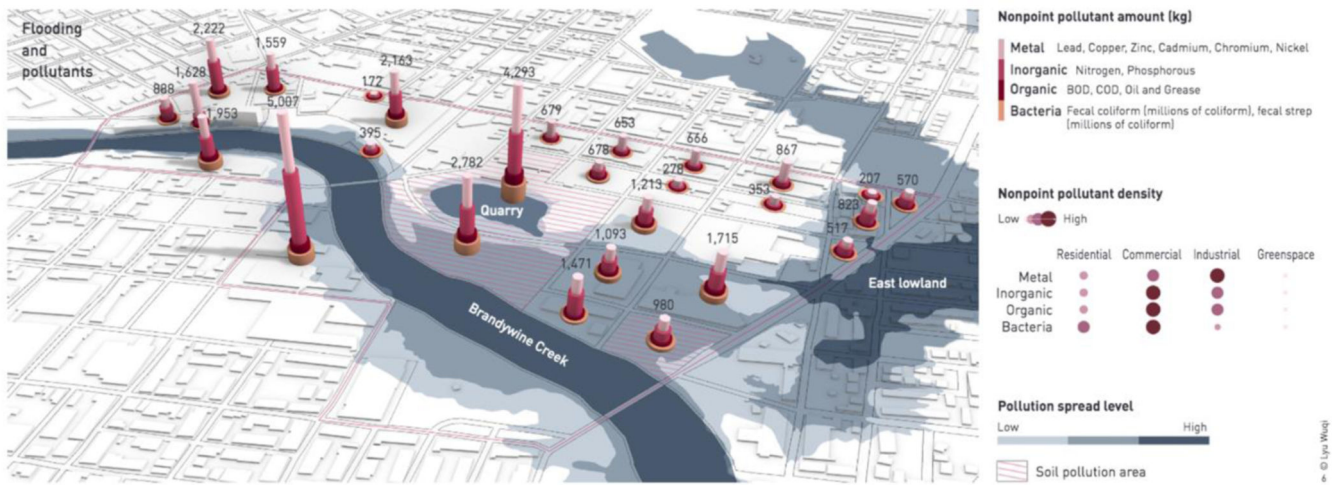 Flooding
and
pollutants
2,222
1,559
2,163
172
1,628
888
1,953
5,007
395
4,293
679
653
678
666
278
867
353
207
570
823
517
2,782
1,213
1,093
1,715
1,471
980
Quarry
Brandywine Creek
East lowland
Nonpoint pollutant amount (kg)
Metal Lead, Copper, Zinc, Cadmium, Chromium, Nickel
Inorganic Nitrogen, Phosphorous
Organic BOD, COD, Oil and Grease
Bacteria Fecal coliform (millions of coliform), fecal strep
(millions of coliform)
Nonpoint pollutant density
Low High
Residential Commercial Industrial Greenspace
Metal
Inorganic
Organic
Bacteria
Pollution spread level
Low High
Soil pollution area
6 © Lyu Wuqi